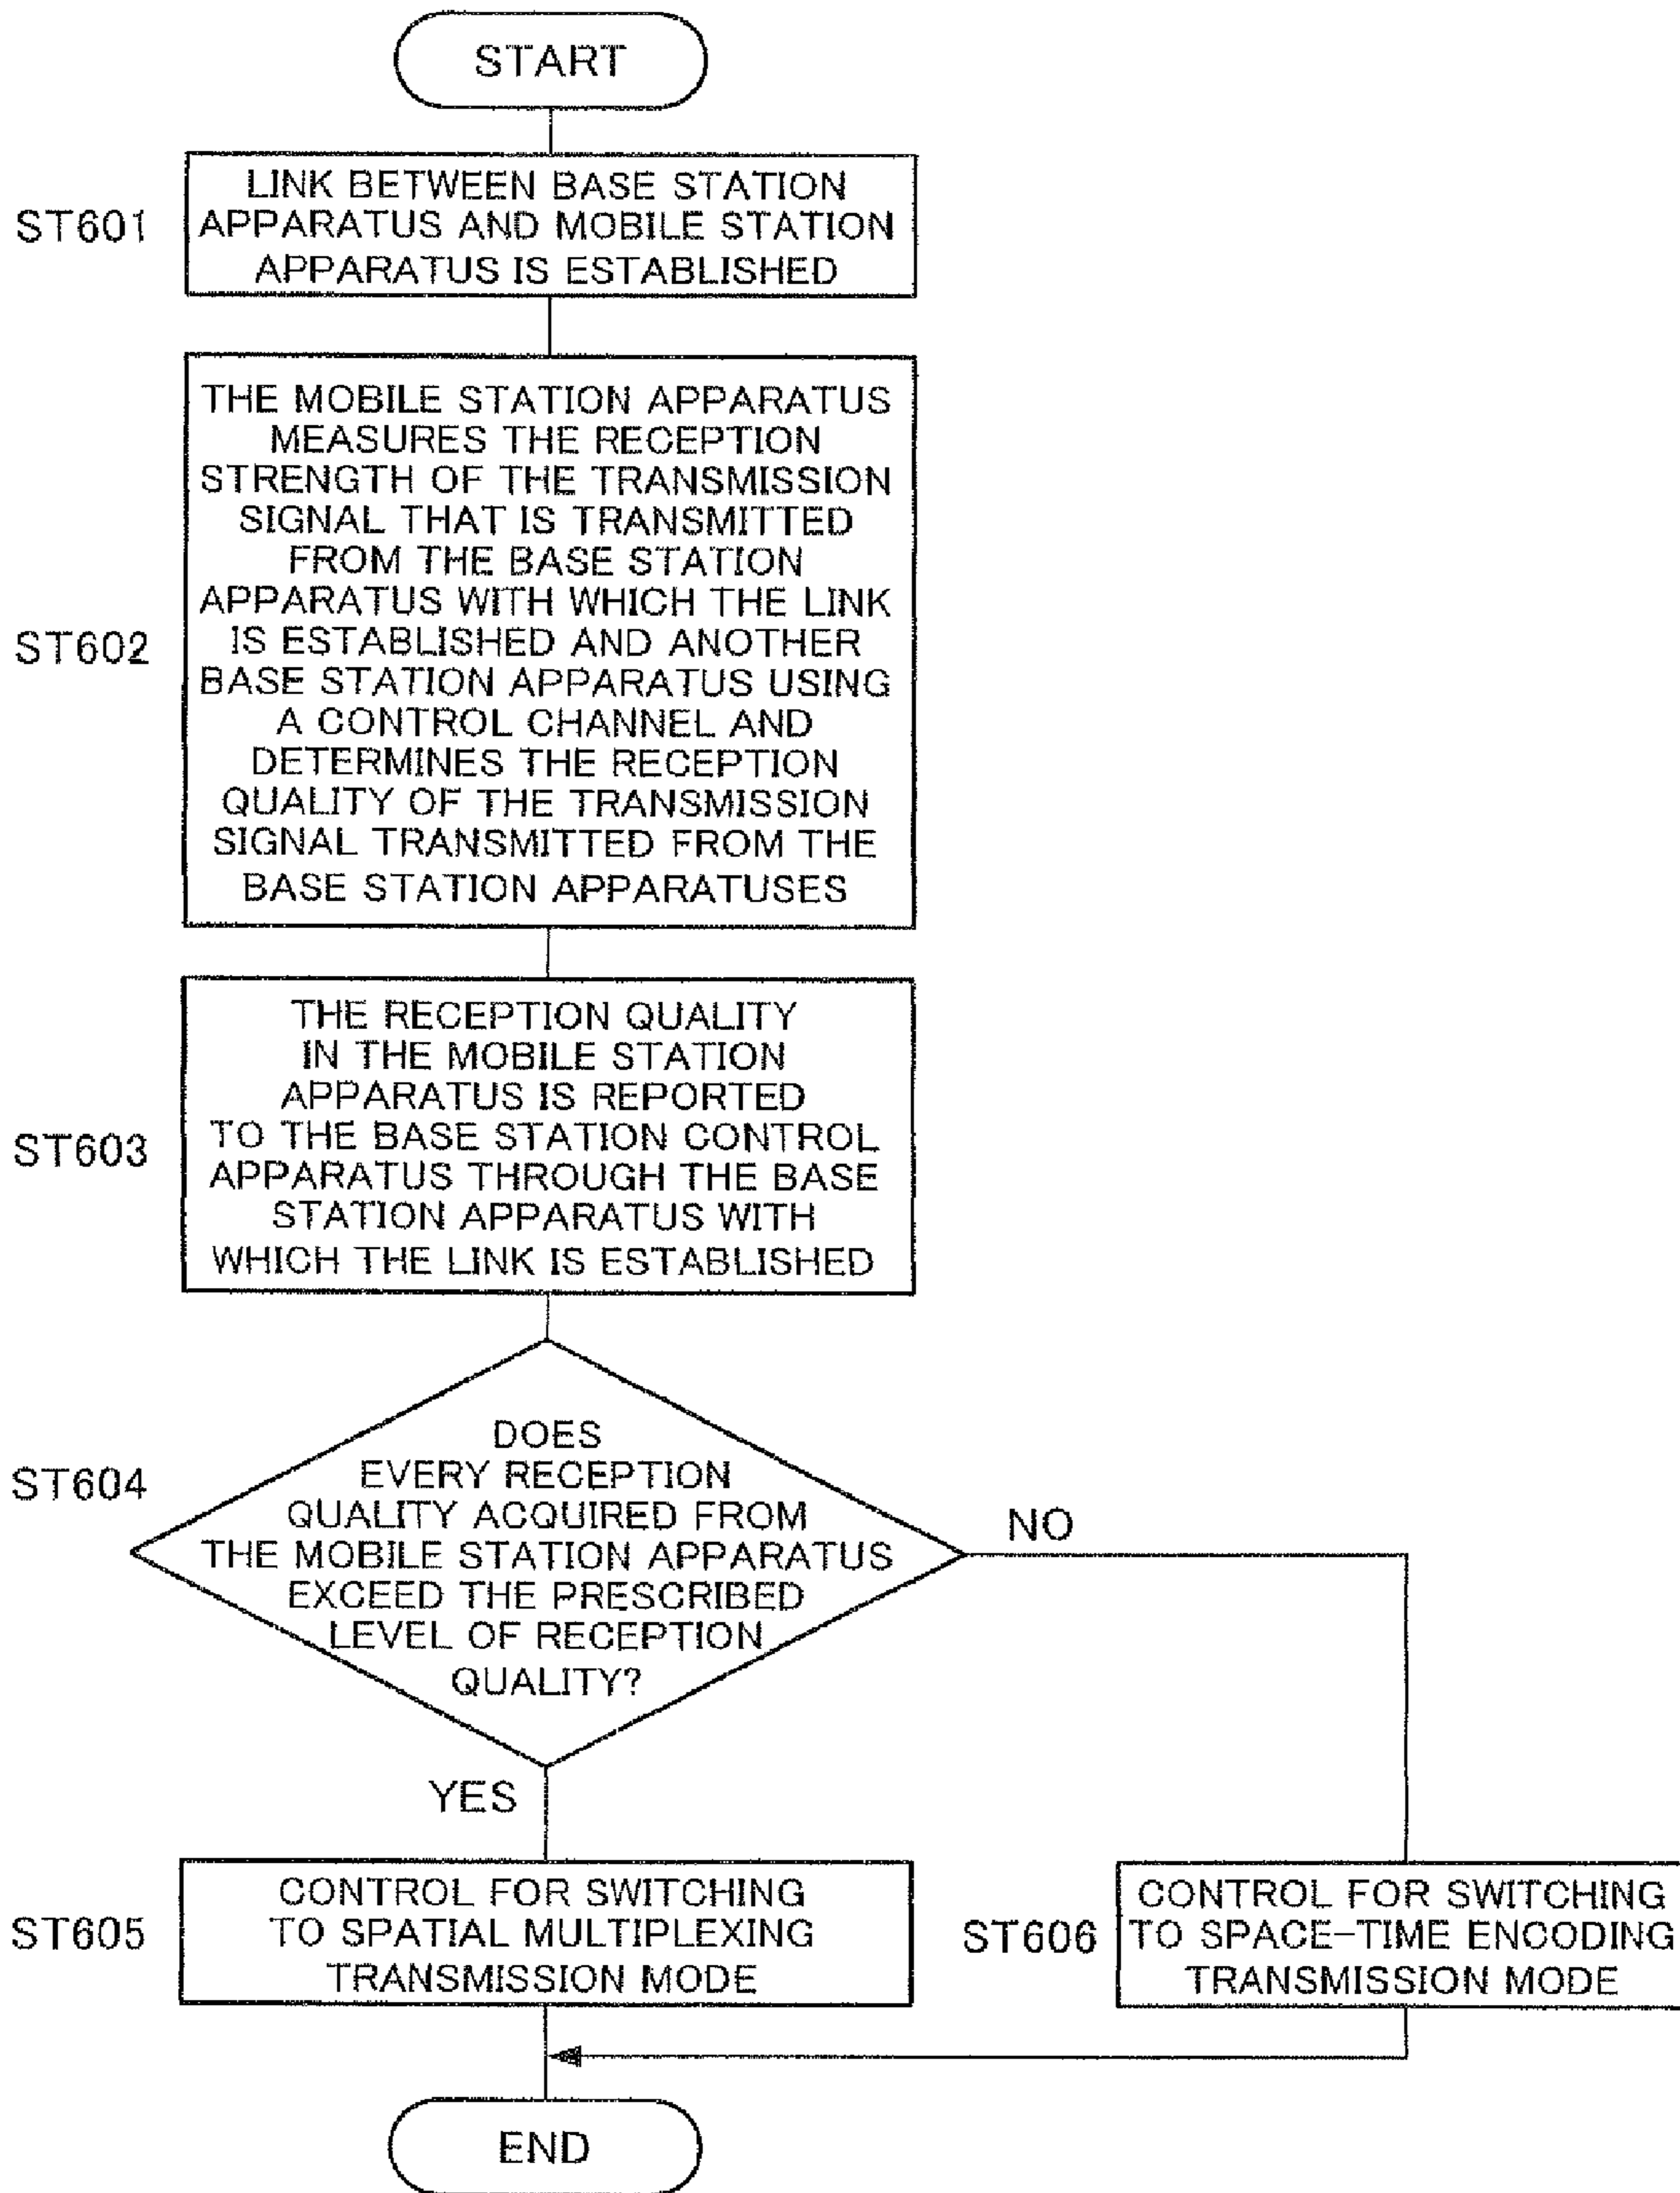 START
ST601
LINK BETWEEN BASE STATION
APPARATUS AND MOBILE STATION
APPARATUS IS ESTABLISHED
ST602
THE MOBILE STATION APPARATUS
MEASURES THE RECEPTION
STRENGTH OF THE TRANSMISSION
SIGNAL THAT IS TRANSMITTED
FROM THE BASE STATION
APPARATUS WITH WHICH THE LINK
IS ESTABLISHED AND ANOTHER
BASE STATION APPARATUS USING
A CONTROL CHANNEL AND
DETERMINES THE RECEPTION
QUALITY OF THE TRANSMISSION
SIGNAL TRANSMITTED FROM THE
BASE STATION APPARATUSES
ST603
THE RECEPTION QUALITY
IN THE MOBILE STATION
APPARATUS IS REPORTED
TO THE BASE STATION CONTROL
APPARATUS THROUGH THE BASE
STATION APPARATUS WITH
WHICH THE LINK IS ESTABLISHED
ST604
DOES
EVERY RECEPTION
QUALITY ACQUIRED FROM
THE MOBILE STATION APPARATUS
EXCEED THE PRESCRIBED
LEVEL OF RECEPTION
QUALITY?
NO
YES
ST605
CONTROL FOR SWITCHING
TO SPATIAL MULTIPLEXING
TRANSMISSION MODE
ST606
CONTROL FOR SWITCHING
TO SPACE-TIME ENCODING
TRANSMISSION MODE
END